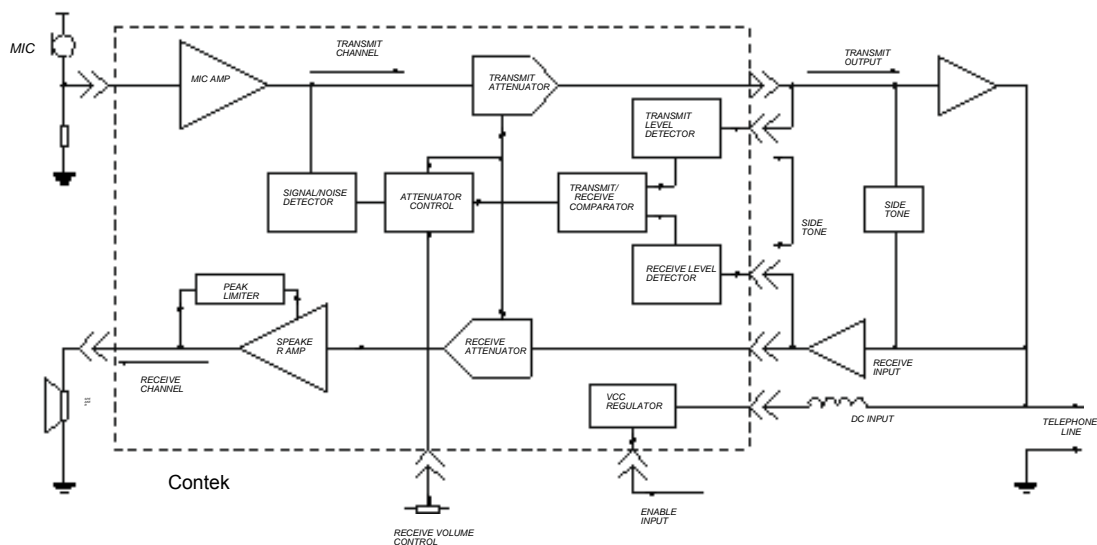 MIC
MIC AMP
TRANSMIT
CHANNEL
TRANSMIT
ATTENUATOR
TRANSMIT
OUTPUT
TRANSMIT
LEVEL
DETECTOR
SIGNAL/NOISE
DETECTOR
ATTENUATOR
CONTROL
TRANSMIT/
RECEIVE
COMPARATOR
SIDE
TONE
SIDE
TONE
RECEIVE LEVEL
DETECTOR
PEAK
LIMITER
SPEAKE
R AMP
RECEIVE
ATTENUATOR
RECEIVE
INPUT
RECEIVE
CHANNEL
VCC
REGULATOR
DC INPUT
TELEPHONE
LINE
Contek
RECEIVE VOLUME
CONTROL
ENABLE
INPUT